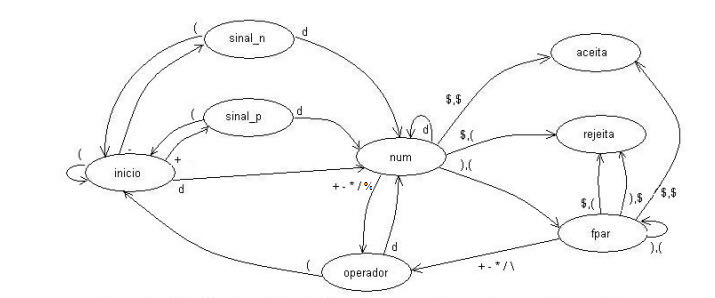 (
sinal_n
d
aceita
(
sinal_p
d
$,$
d
$,(
rejeita
(
-
+
num
),(
inicio
d
+ - * / %
$,(
),$
$,$
fpar
d
),(
(
operador
+ - * / \